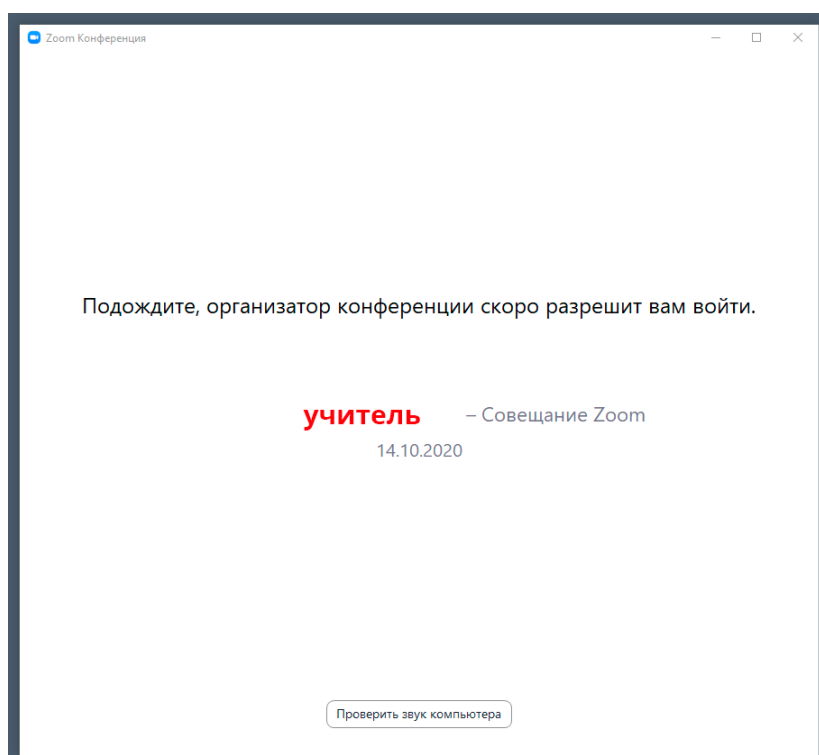 Zoom Конференция
Подождите, организатор конференции скоро разрешит вам войти.
учитель – Совещание Zoom
14.10.2020
Проверить звук компьютера